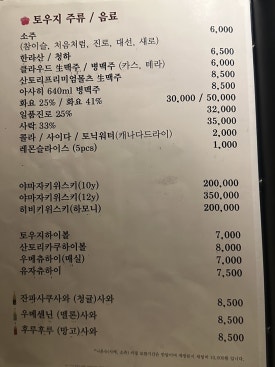 토우지 주류 / 음료
소주 6,000
(참이슬, 처음처럼, 진로, 대선, 새로)
한라산 / 청하 6,500
클라우드 生맥주 / 병맥주 (카스, 테라) 6,000
산토리프리미엄몰츠 生맥주 8,500
아사히 640ml 병맥주 8,500
화요 25% / 화요 41% 30,000 / 50,000
일품진로 25% 32,000
사락 33% 35,000
콜라 / 사이다 / 토닉워터(캐나다드라이) 2,000
레몬슬라이스 (5pcs) 1,000
야마자키위스키(10y) 200,000
야마자키위스키(12y) 350,000
히비키위스키(하모니) 200,000
토우지하이볼 7,000
산토리카쿠하이볼 8,000
우메츄하이(매실) 7,000
유자츄하이 7,500
잔파사쿠사와 (청귤)사와 8,500
우메셀닌 (멜론)사와 8,500
후루후루 (망고)사와 8,500